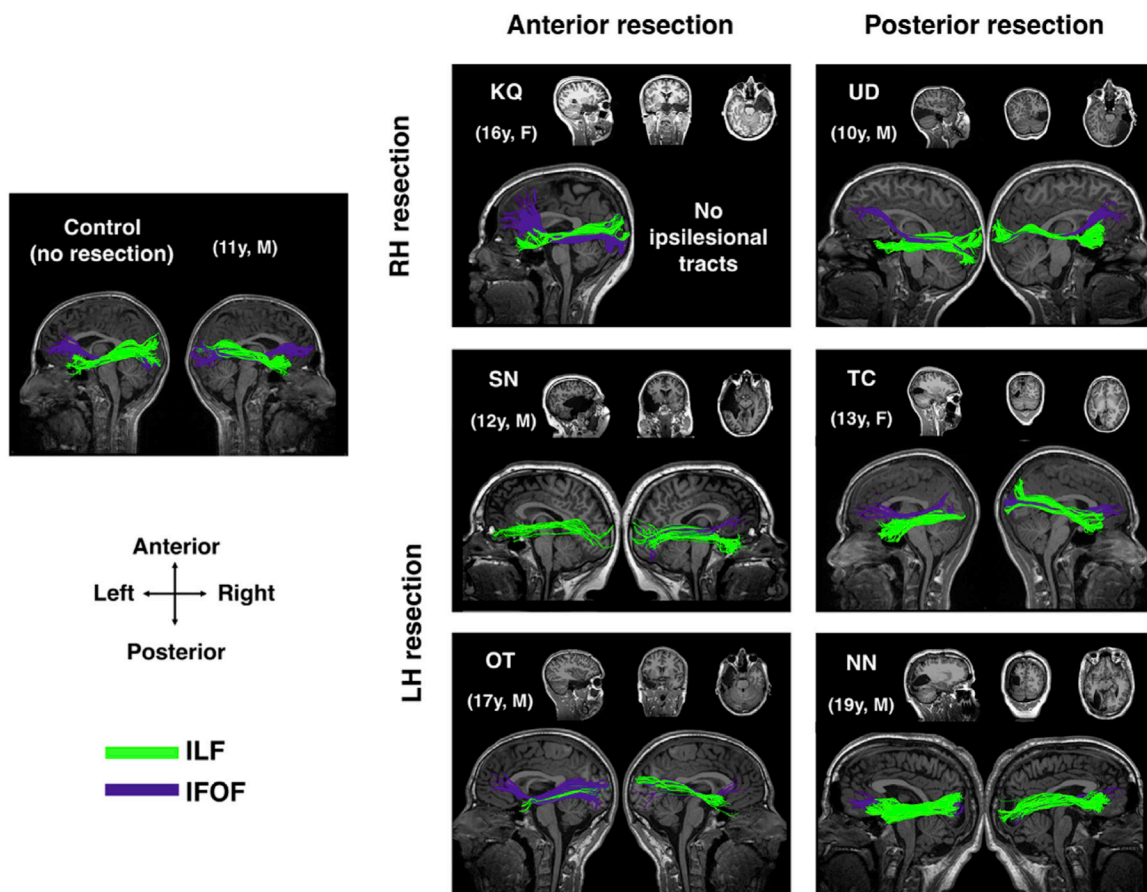 Anterior resection
Posterior resection
RH resection
LH resection
Control
(no resection)
(11y, M)
KQ
(16y, F)
No
ipsilesional
tracts
UD
(10y, M)
SN
(12y, M)
TC
(13y, F)
OT
(17y, M)
NN
(19y, M)
Anterior
Left
Right
Posterior
ILF
IFOF